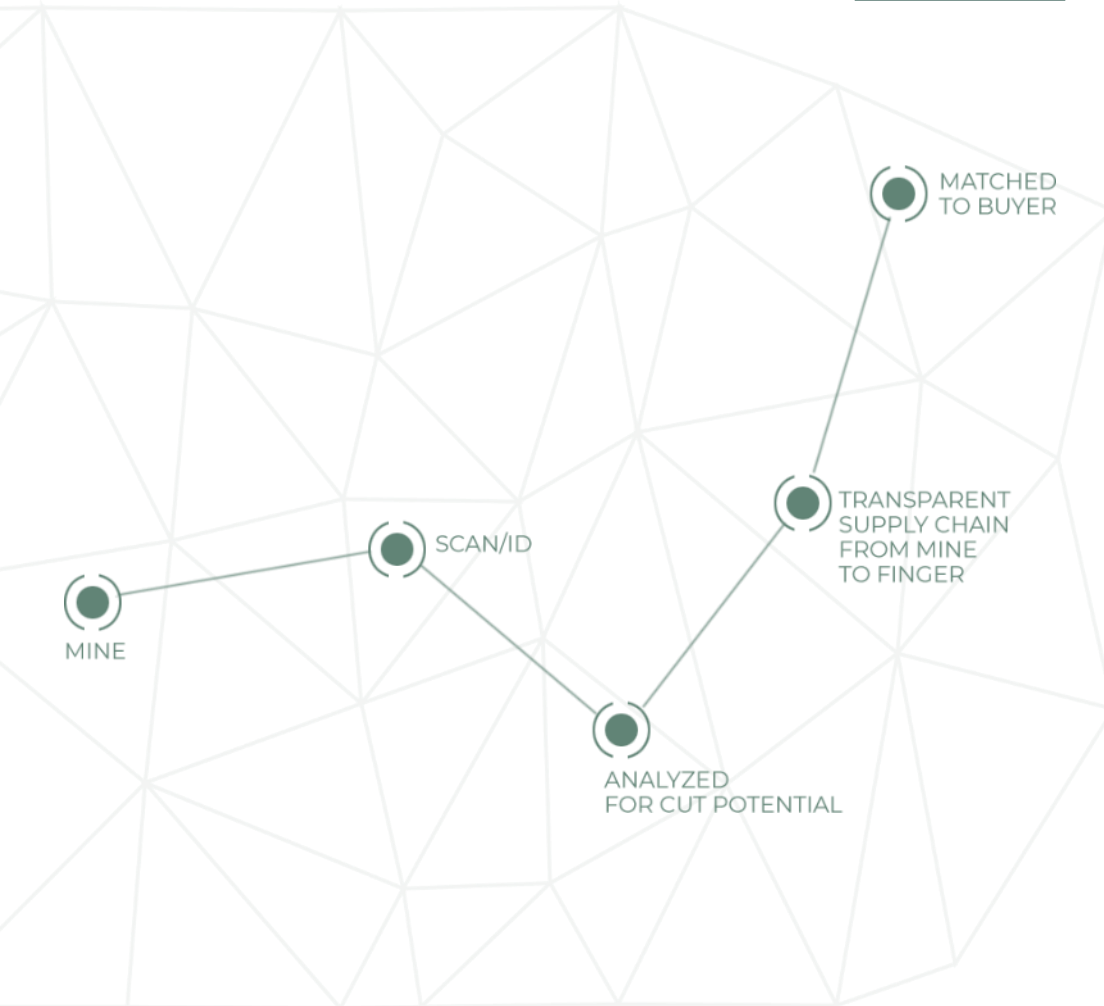 MINE
SCAN/ID
ANALYZED
FOR CUT POTENTIAL
TRANSPARENT
SUPPLY CHAIN
FROM MINE
TO FINGER
MATCHED
TO BUYER